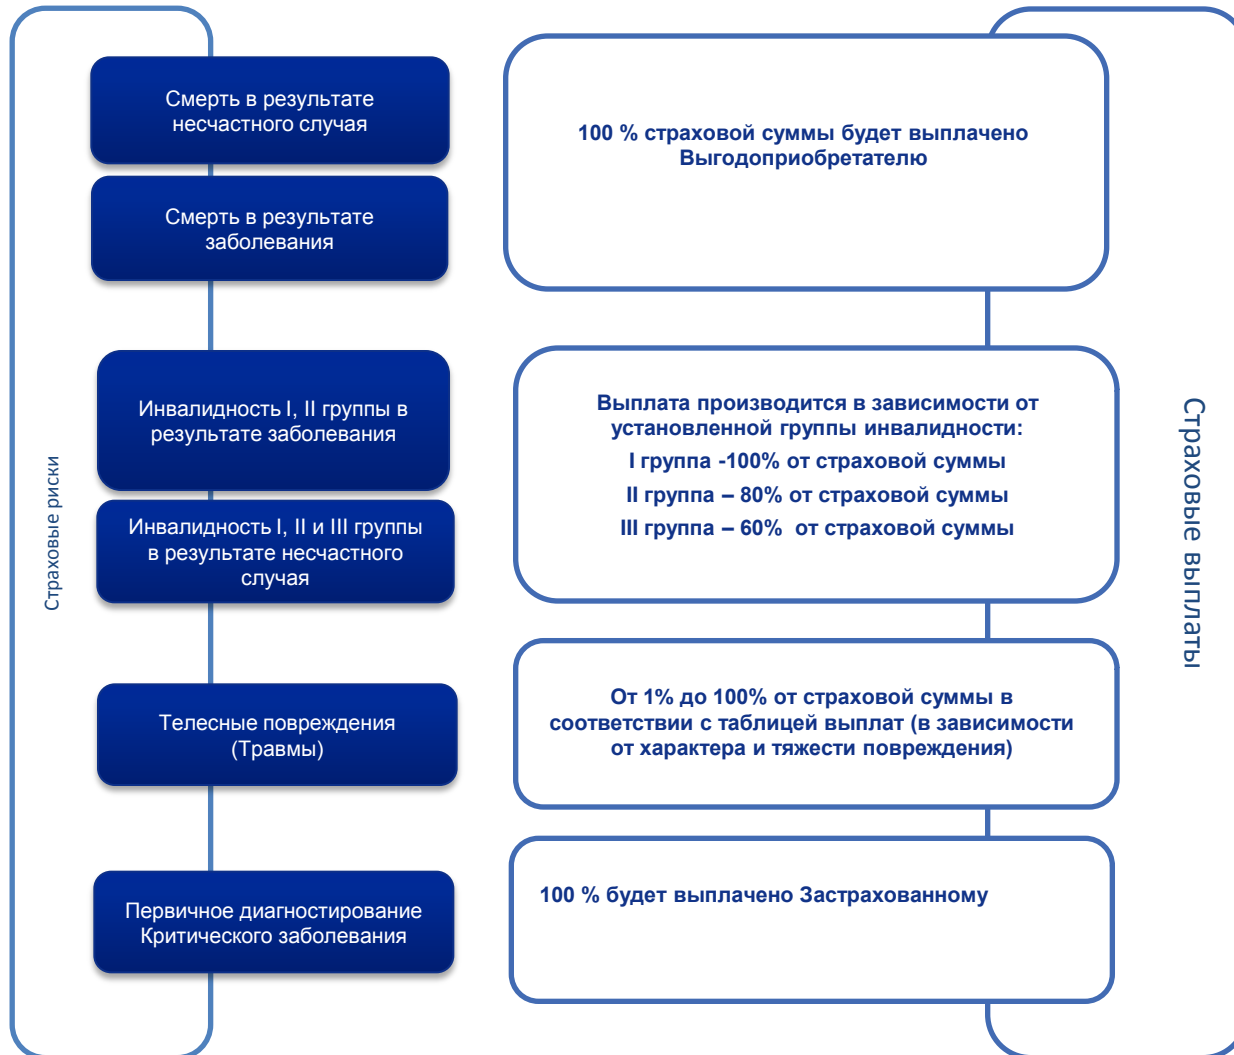 Страховые риски
Смерть в результате
несчастного случая
Смерть в результате
заболевания
100 % страховой суммы будет выплачено
Выгодоприобретателю
Инвалидность I, II группы в
результате заболевания
Инвалидность I, II и III группы
в результате несчастного
случая
Выплата производится в зависимости от
установленной группы инвалидности:
I группа -100% от страховой суммы
II группа – 80% от страховой суммы
III группа – 60% от страховой суммы
Телесные повреждения
(Травмы)
От 1% до 100% от страховой суммы в
соответствии с таблицей выплат (в зависимости
от характера и тяжести повреждения)
Первичное диагностирование
Критического заболевания
100 % будет выплачено Застрахованному
Страховые выплаты